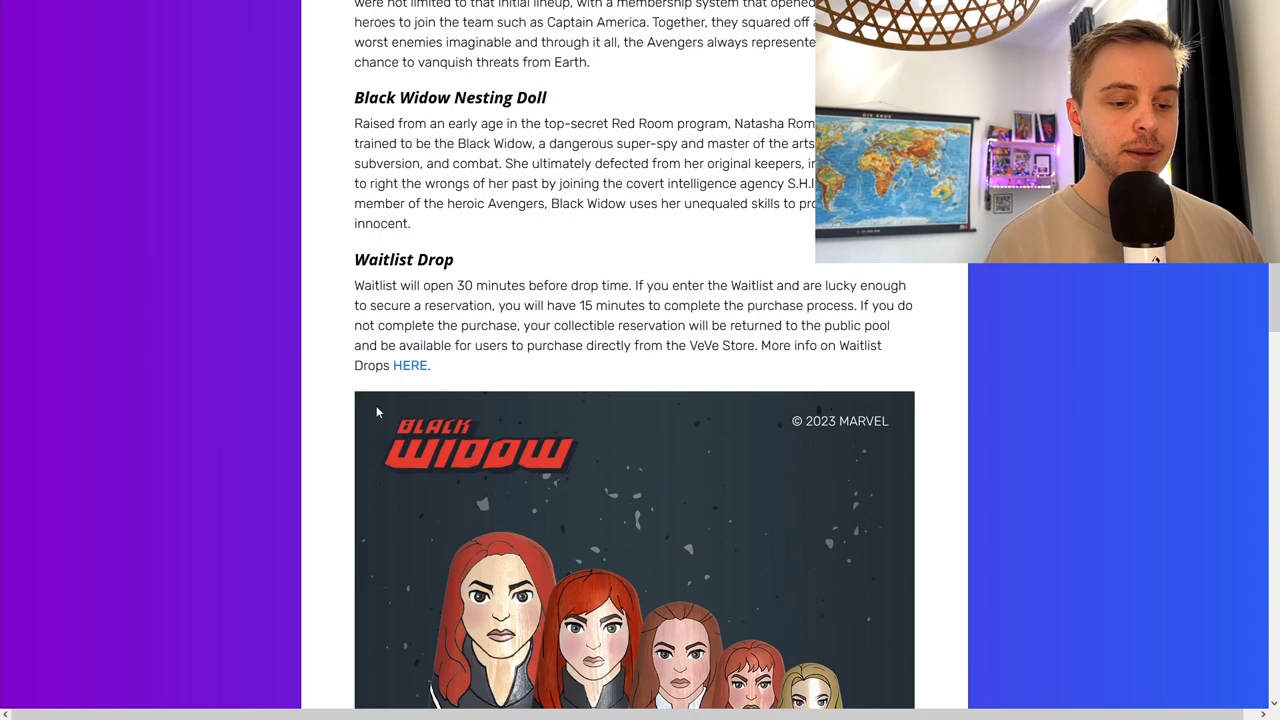 were not limited to that initial lineup, with a membership system that opened
heroes to join the team such as Captain America. Together, they squared off
worst enemies imaginable and through it all, the Avengers always represente
chance to vanquish threats from Earth.
Black Widow Nesting Doll
Raised from an early age in the top-secret Red Room program, Natasha Rom
trained to be the Black Widow, a dangerous super-spy and master of the arts
subversion, and combat. She ultimately defected from her original keepers, i
to right the wrongs of her past by joining the covert intelligence agency S.H.I
member of the heroic Avengers, Black Widow uses her unequaled skills to pro
innocent.
Waitlist Drop
Waitlist will open 30 minutes before drop time. If you enter the Waitlist and are lucky enough
to secure a reservation, you will have 15 minutes to complete the purchase process. If you do
not complete the purchase, your collectible reservation will be returned to the public pool
and be available for users to purchase directly from the VeVe Store. More info on Waitlist
Drops HERE.
BLACK
WIDOW
© 2023 MARVEL
DIE ERDE